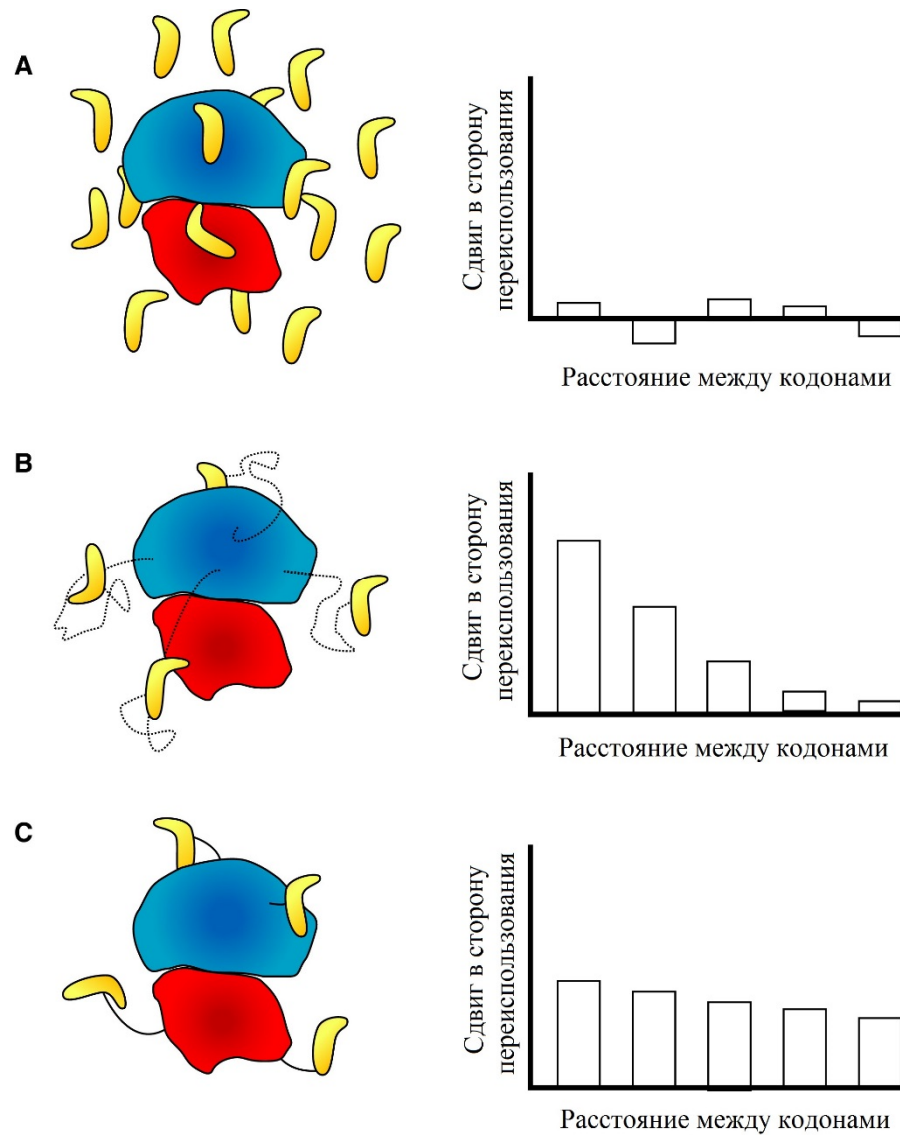 A
Сдвиг в сторону
переиспользования
Расстояние между кодонами
B
Сдвиг в сторону
переиспользования
Расстояние между кодонами
C
Сдвиг в сторону
переиспользования
Расстояние между кодонами